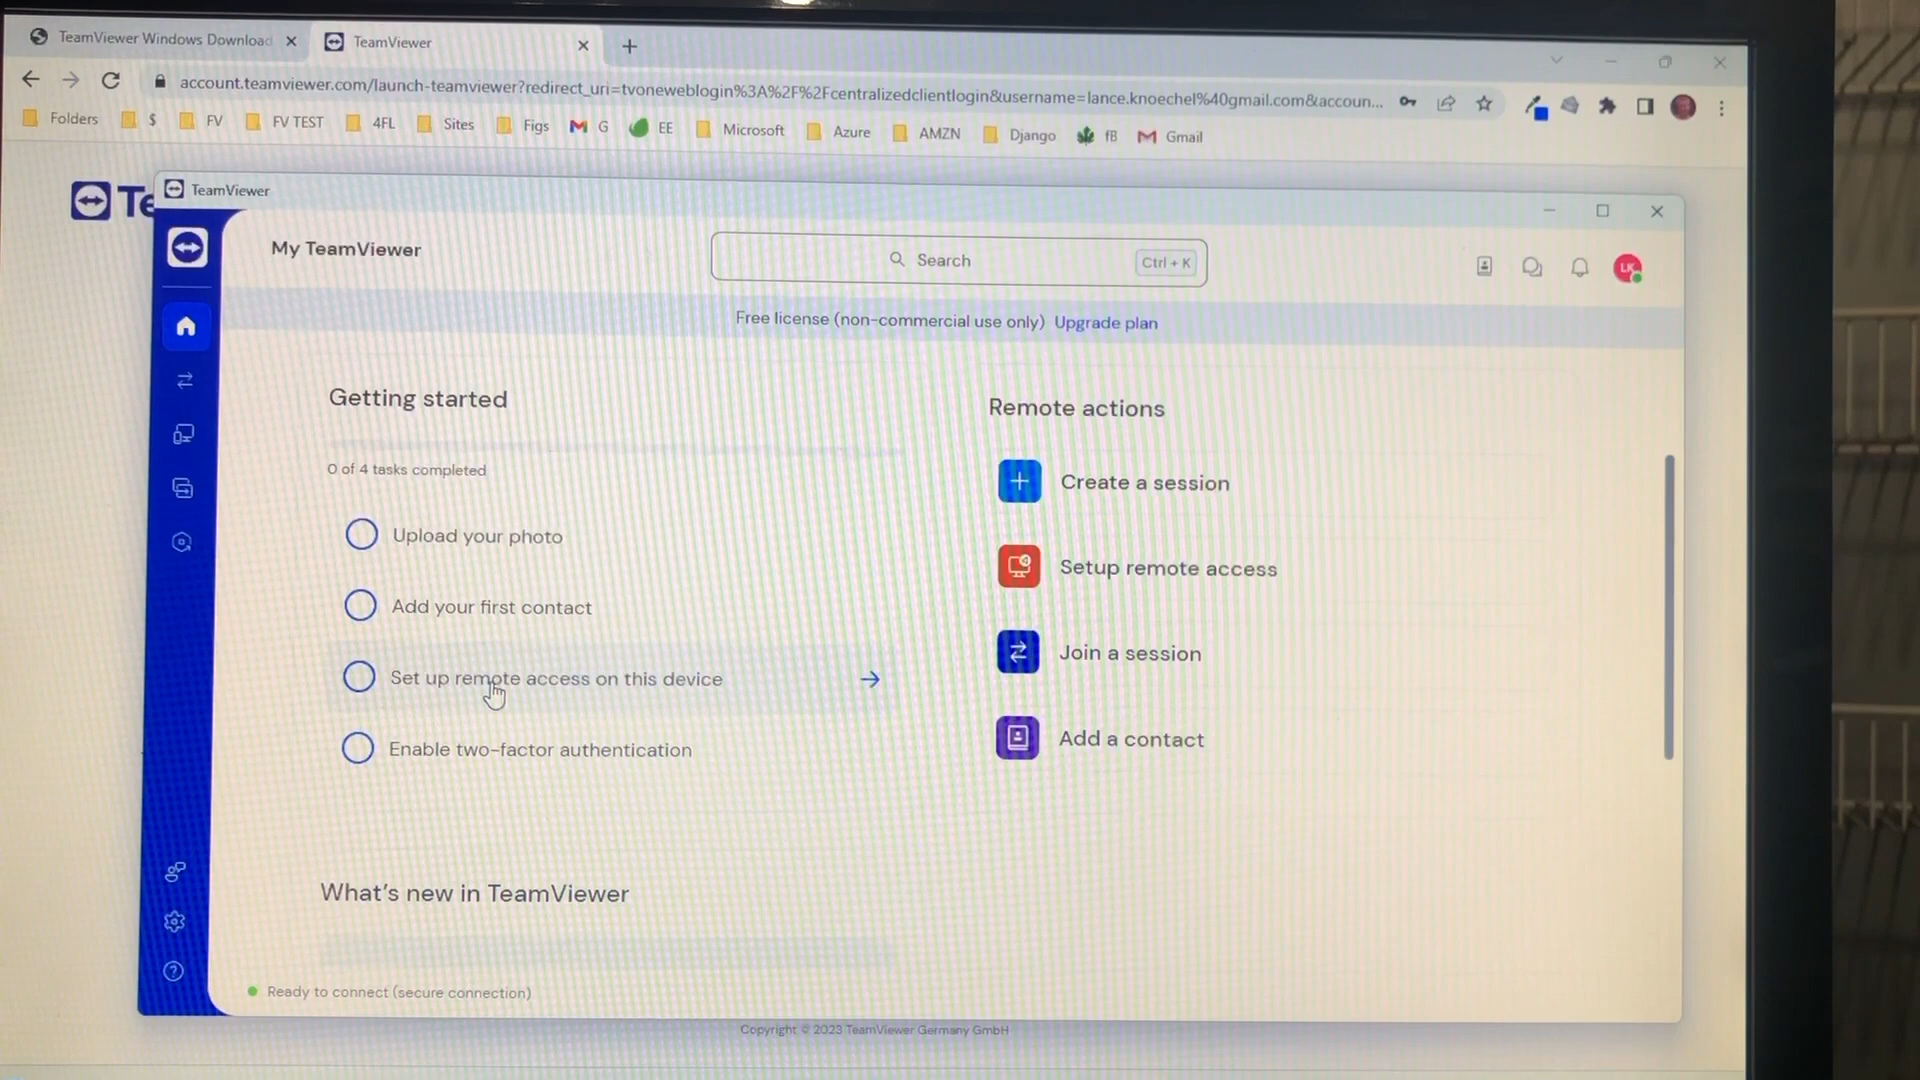 TeamViewer Windows Download
TeamViewer
account.teamviewer.com/launch-teamviewer?redirect_uri=tvoneweblogin%3A%2F%2Fcentralizedclientlogin&username=lance.knoechel%40gmail.com&accoun...
Folders $ FV FV TEST 4FL Sites Figs G EE Microsoft Azure AMZN Django fB Gmail
Te
TeamViewer
My TeamViewer
Search
Ctrl + K
LK
Free license (non-commercial use only) Upgrade plan
Getting started
0 of 4 tasks completed
Upload your photo
Add your first contact
Set up remote access on this device
Enable two-factor authentication
Remote actions
Create a session
Setup remote access
Join a session
Add a contact
What's new in TeamViewer
Ready to connect (secure connection)
Copyright © 2023 TeamViewer Germany GmbH